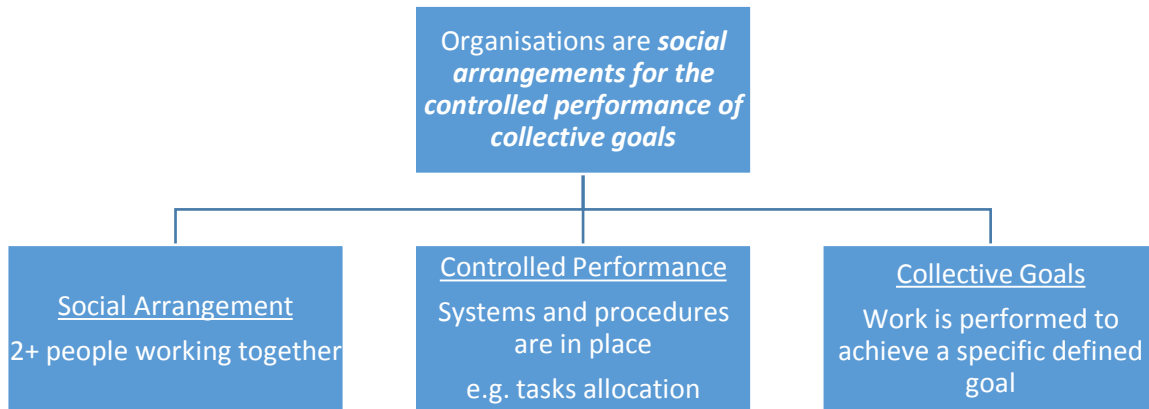 Organisations are social
arrangements for the
controlled performance of
collective goals
Social Arrangement
2+ people working together
Controlled Performance
Systems and procedures
are in place
e.g. tasks allocation
Collective Goals
Work is performed to
achieve a specific defined
goal